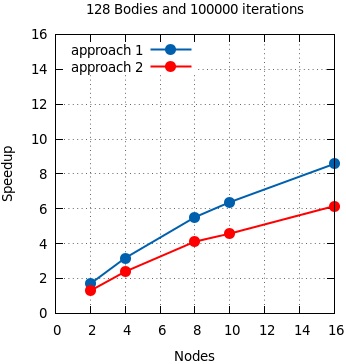 128 Bodies and 100000 iterations
approach 1
approach 2
16
14
12
10
8
6
4
2
0
Speedup
0 2 4 6 8 10 12 14 16
Nodes